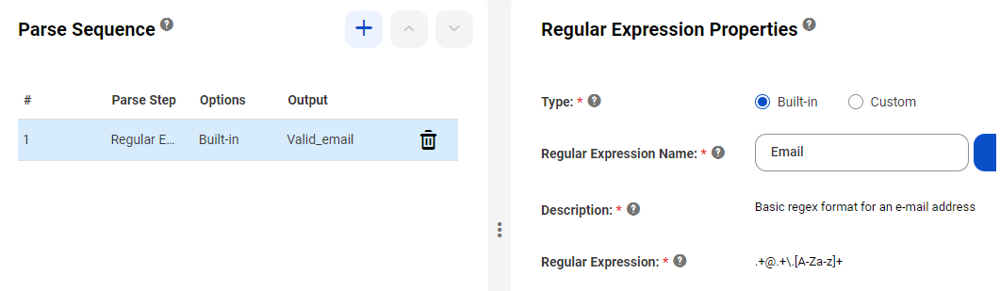 Parse Sequence ?
# Parse Step Options Output
1 Regular E... Built-in Valid_email
Regular Expression Properties ?
Type: * ? Built-in Custom
Regular Expression Name: * ? Email
Description: * ? Basic regex format for an e-mail address
Regular Expression: * ? .+@.+\.[A-Za-z]+